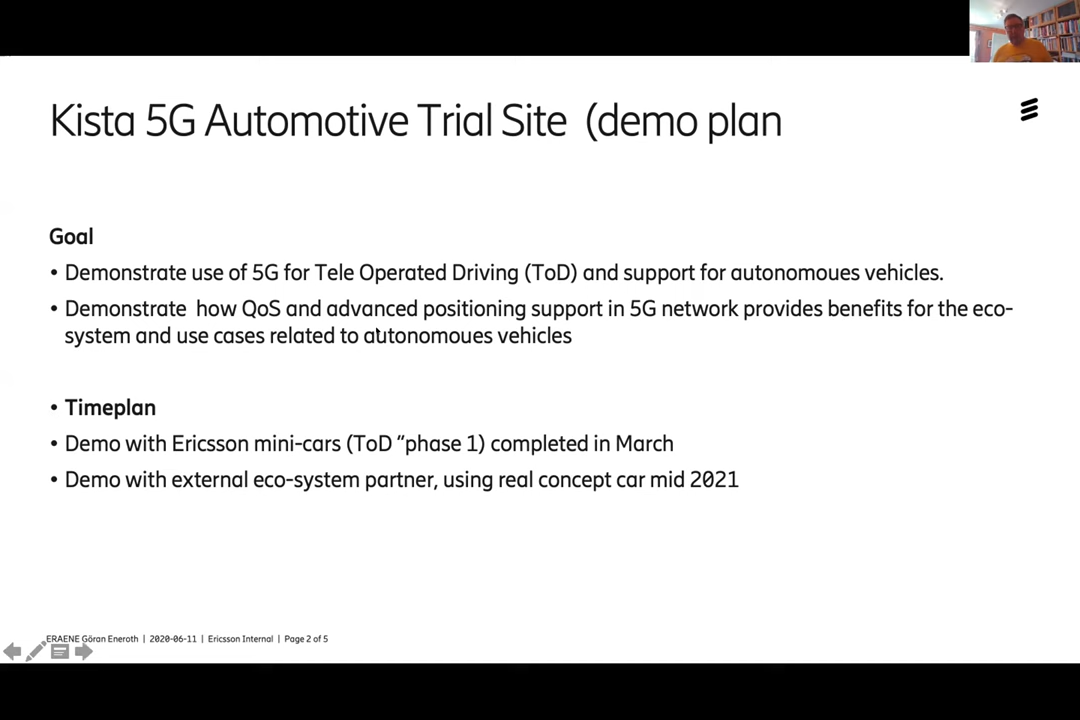 Kista 5G Automotive Trial Site (demo plan
Goal
• Demonstrate use of 5G for Tele Operated Driving (ToD) and support for autonomoues vehicles.
• Demonstrate how QoS and advanced positioning support in 5G network provides benefits for the eco-
system and use cases related to autonomoues vehicles
• Timeplan
• Demo with Ericsson mini-cars (ToD “phase 1) completed in March
• Demo with external eco-system partner, using real concept car mid 2021
ERAENE Göran Eneroth | 2020-06-11 | Ericsson Internal | Page 2 of 5